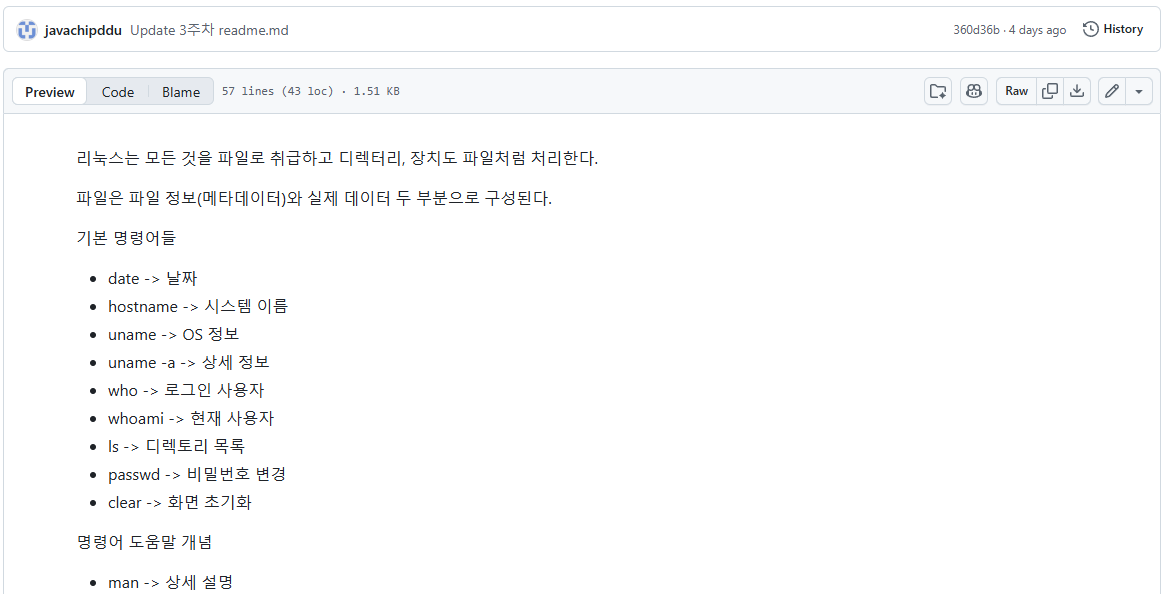 javachipddu Update 3주차 readme.md 360d36b · 4 days ago History
Preview Code Blame 57 lines (43 loc) · 1.51 KB Raw
리눅스는 모든 것을 파일로 취급하고 디렉터리, 장치도 파일처럼 처리한다.
파일은 파일 정보(메타데이터)와 실제 데이터 두 부분으로 구성된다.
기본 명령어들
• date -> 날짜
• hostname -> 시스템 이름
• uname -> OS 정보
• uname -a -> 상세 정보
• who -> 로그인 사용자
• whoami -> 현재 사용자
• ls -> 디렉토리 목록
• passwd -> 비밀번호 변경
• clear -> 화면 초기화
명령어 도움말 개념
• man -> 상세 설명